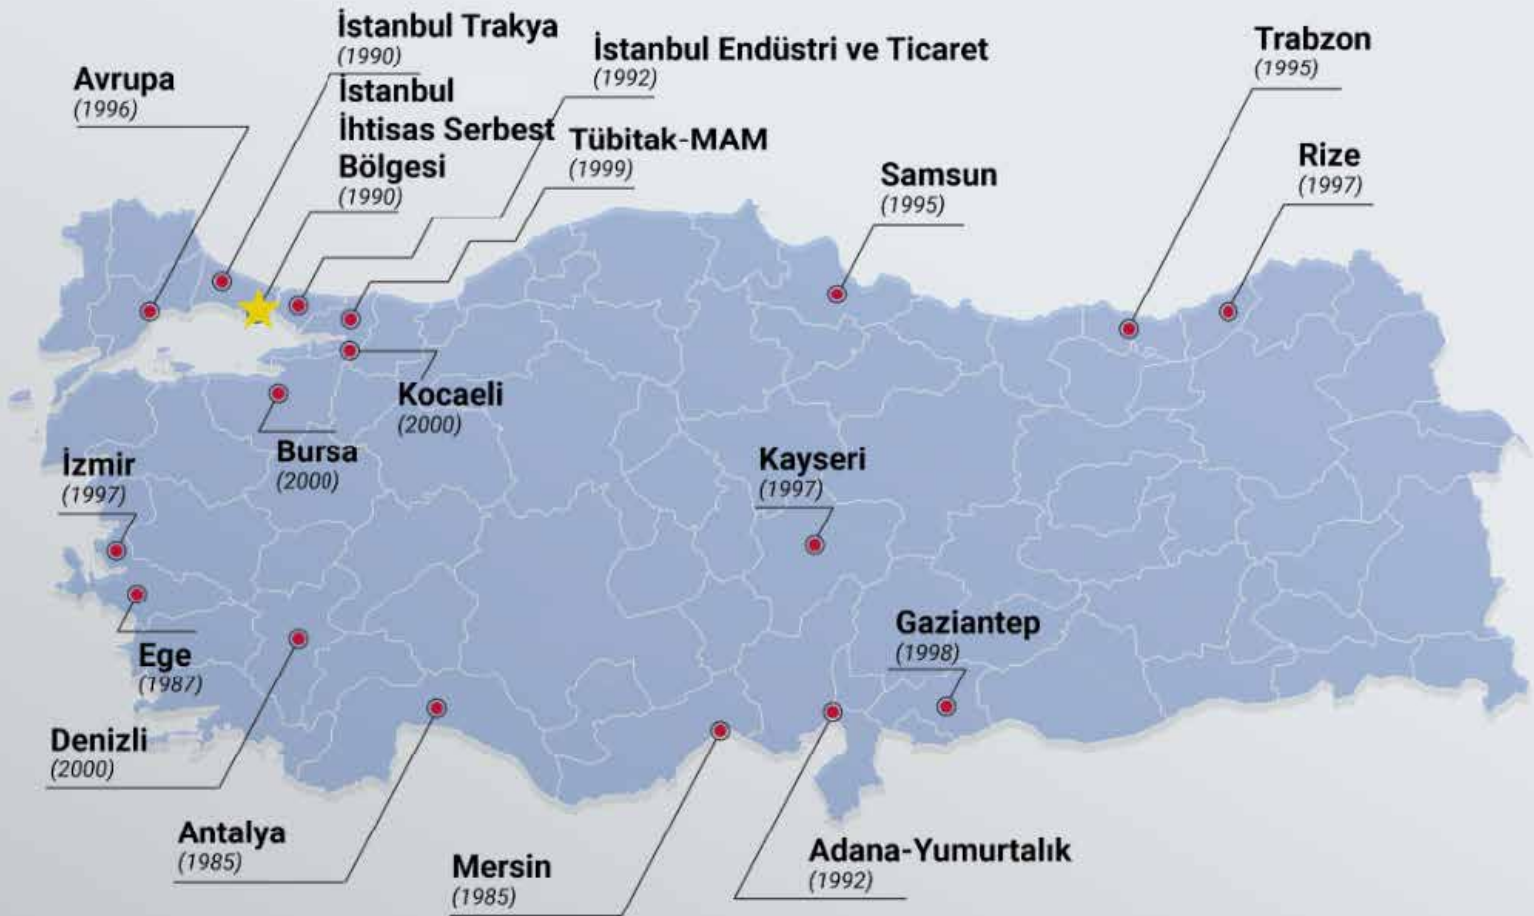 İstanbul Trakya
(1990)
İstanbul Endüstri ve Ticaret
(1992)
Trabzon
(1995)
Avrupa
(1996)
İstanbul
İhtisas Serbest
Bölgesi
(1990)
Tübitak-MAM
(1999)
Samsun
(1995)
Rize
(1997)
Kocaeli
(2000)
Bursa
(2000)
İzmir
(1997)
Kayseri
(1997)
Ege
(1987)
Gaziantep
(1998)
Denizli
(2000)
Antalya
(1985)
Mersin
(1985)
Adana-Yumurtalık
(1992)